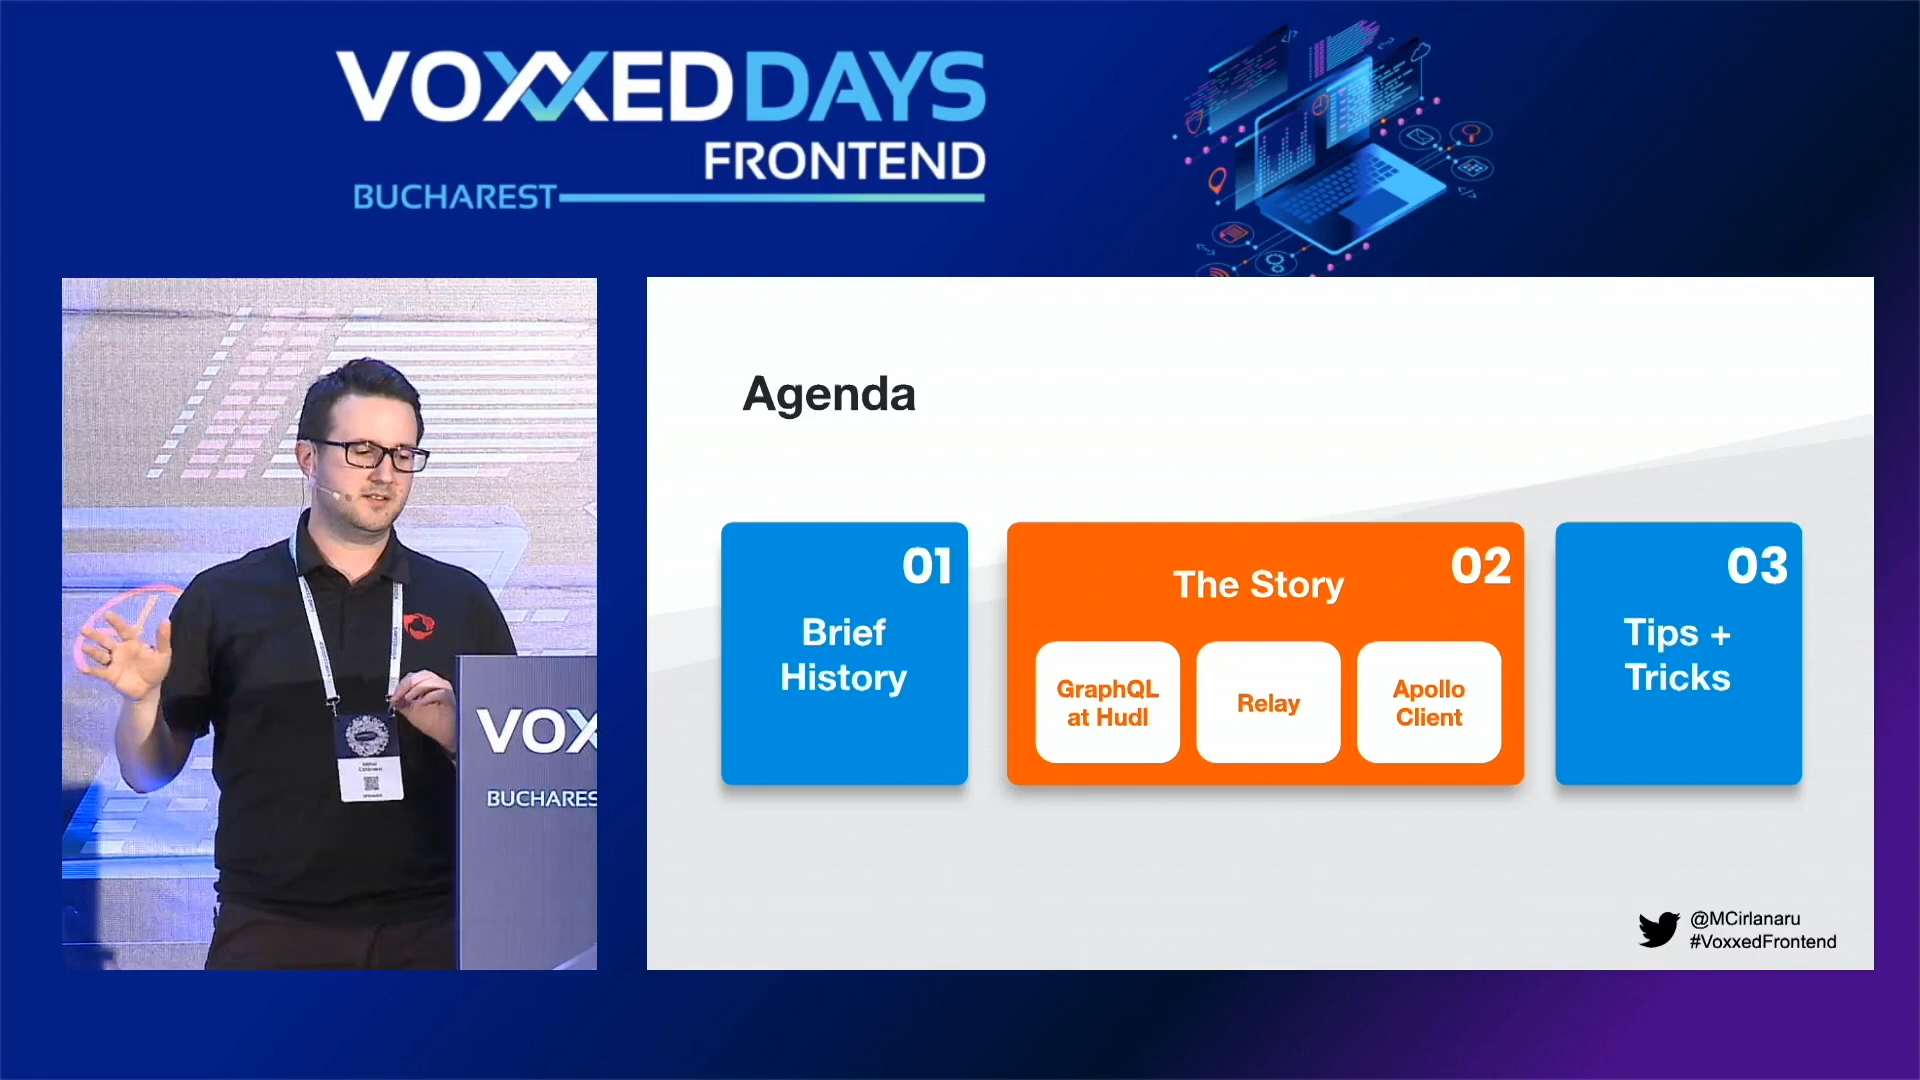 VOXXED DAYS
FRONTEND
BUCHAREST
VOX
BUCHARES
Agenda
01
Brief
History
02
The Story
GraphQL
at Hudl
Relay
Apollo
Client
03
Tips +
Tricks
@MCirlanaru
#VoxxedFrontend